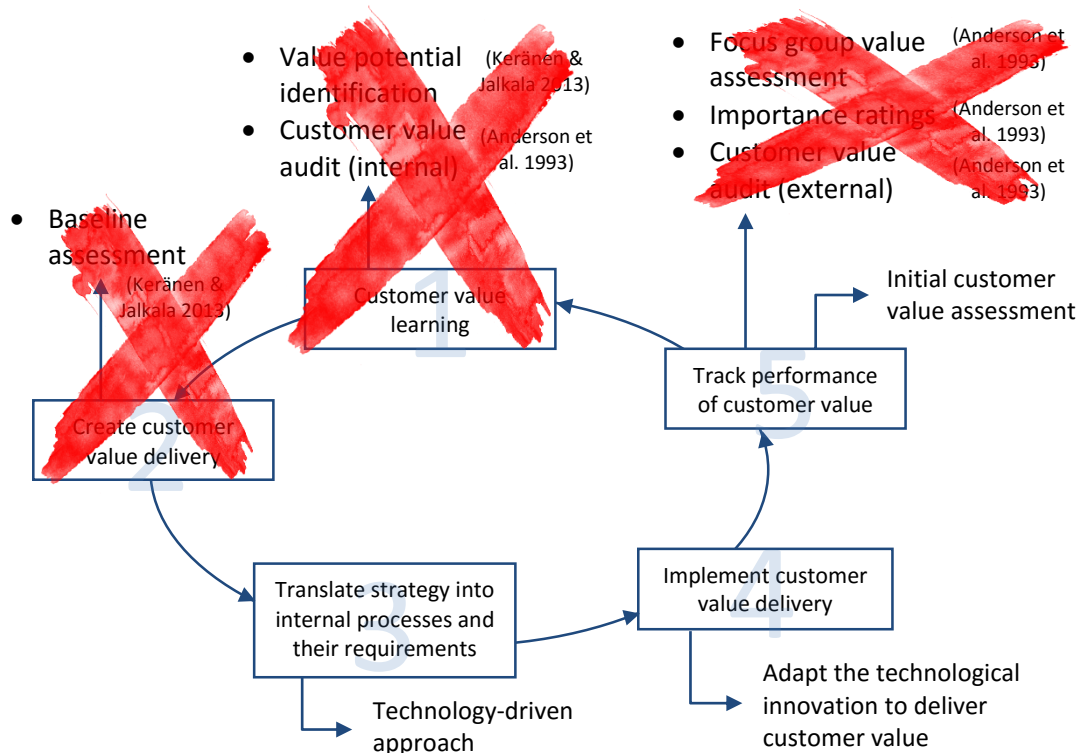 • Value potential
identification
(Keränen &
Jalkala 2013)
• Customer value
audit (internal)
(Anderson et
al. 1993)
• Focus group value
assessment
(Anderson et
al. 1993)
• Importance ratings
(Anderson et
al. 1993)
• Customer value
audit (external)
(Anderson et
al. 1993)
• Baseline
assessment
(Keränen &
Jalkala 2013)
1
Customer value
learning
Initial customer
value assessment
5
Track performance
of customer value
2
Create customer
value delivery
4
Implement customer
value delivery
3
Translate strategy into
internal processes and
their requirements
Adapt the technological
innovation to deliver
customer value
Technology-driven
approach